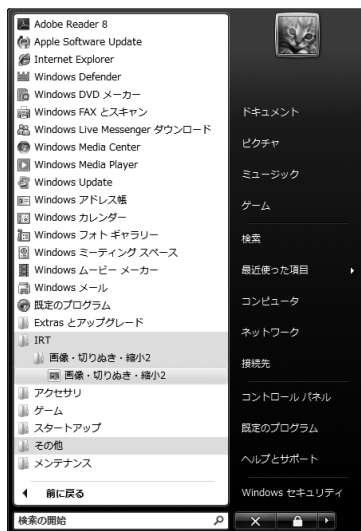 Adobe Reader 8
Apple Software Update
Internet Explorer
Windows Defender
Windows DVD メーカー
Windows FAX とスキャン
Windows Live Messenger ダウンロード
Windows Media Center
Windows Media Player
Windows Update
Windows アドレス帳
Windows カレンダー
Windows フォト ギャラリー
Windows ミーティング スペース
Windows ムービー メーカー
Windows メール
既定のプログラム
Extras とアップグレード
IRT
画像・切りぬき・縮小2
画像・切りぬき・縮小2
アクセサリ
ゲーム
スタートアップ
その他
メンテナンス
前に戻る
検索の開始
ドキュメント
ピクチャ
ミュージック
ゲーム
検索
最近使った項目
コンピュータ
ネットワーク
接続先
コントロール パネル
既定のプログラム
ヘルプとサポート
Windows セキュリティ